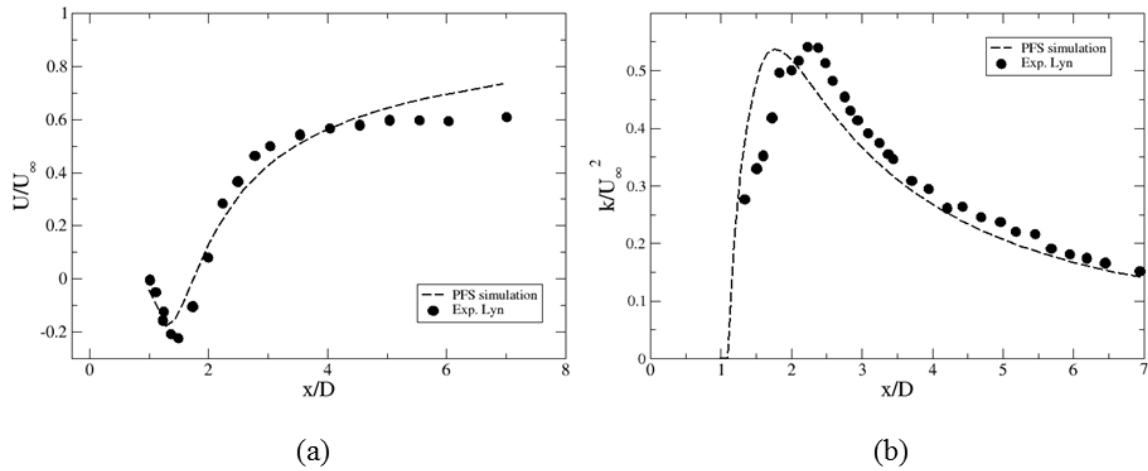 0.8
0.6
0.4
0.2
0
-0.2
U/U∞
0 2 4 6 8
x/D
PFS simulation
Exp. Lyn
(a)
0.5
0.4
0.3
0.2
0.1
0
k/U∞²
0 1 2 3 4 5 6 7
x/D
PFS simulation
Exp. Lyn
(b)